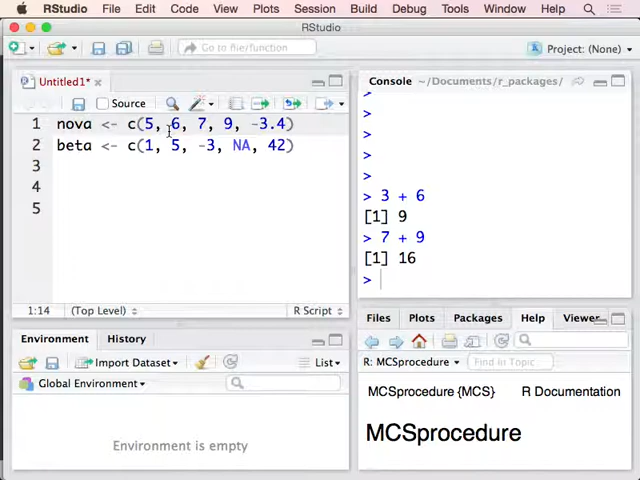 RStudio File Edit Code View Plots Session Build Debug Tools Window Help
RStudio
Go to file/function Project: (None)
Untitled1*
Source
1 nova <- c(5, 6, 7, 9, -3.4)
2 beta <- c(1, 5, -3, NA, 42)
3
4
5
1:14 (Top Level) R Script
Console ~/Documents/r_packages/
>
>
>
>
>
> 3 + 6
[1] 9
> 7 + 9
[1] 16
>
Environment History
Import Dataset List
Global Environment
Environment is empty
Files Plots Packages Help Viewer
R: MCSprocedure Find in Topic
MCSprocedure {MCS} R Documentation
MCSprocedure